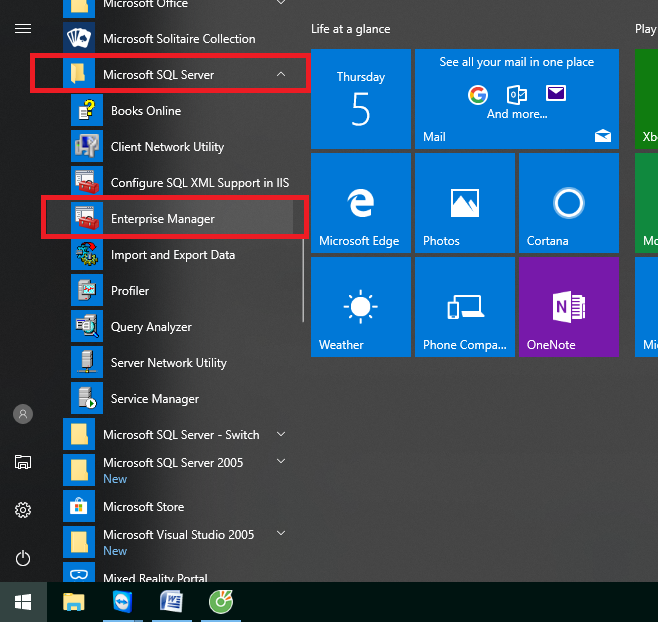 Microsoft Office
Microsoft Solitaire Collection
Microsoft SQL Server
Books Online
Client Network Utility
Configure SQL XML Support in IIS
Enterprise Manager
Import and Export Data
Profiler
Query Analyzer
Server Network Utility
Service Manager
Microsoft SQL Server - Switch
Microsoft SQL Server 2005
New
Microsoft Store
Microsoft Visual Studio 2005
New
Mixed Reality Portal
Life at a glance
Play
Thursday
5
See all your mail in one place
And more...
Mail
Xb
Microsoft Edge
Photos
Cortana
Mo
Weather
Phone Compa...
N
OneNote
Mic